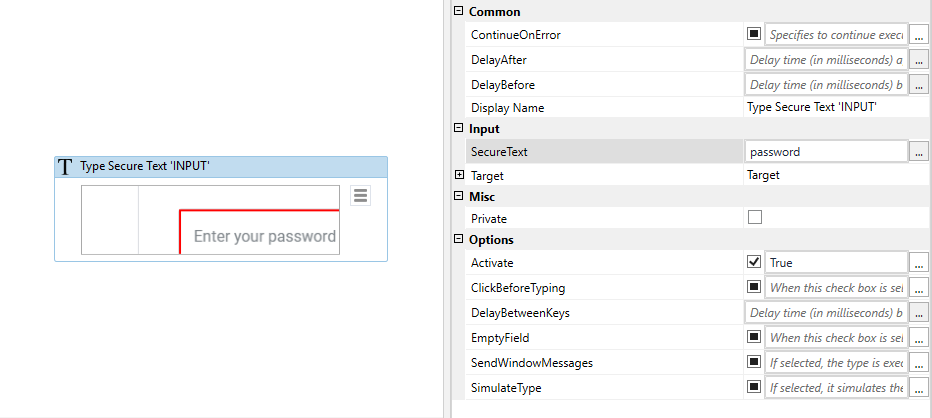 T Type Secure Text 'INPUT'
Enter your password
Common
ContinueOnError Specifies to continue exec ...
DelayAfter Delay time (in milliseconds) a ...
DelayBefore Delay time (in milliseconds) b ...
Display Name Type Secure Text 'INPUT'
Input
SecureText password ...
Target Target
Misc
Private
Options
Activate True ...
ClickBeforeTyping When this check box is sel ...
DelayBetweenKeys Delay time (in milliseconds) b ...
EmptyField When this check box is sel ...
SendWindowMessages If selected, the type is exec ...
SimulateType If selected, it simulates the ...